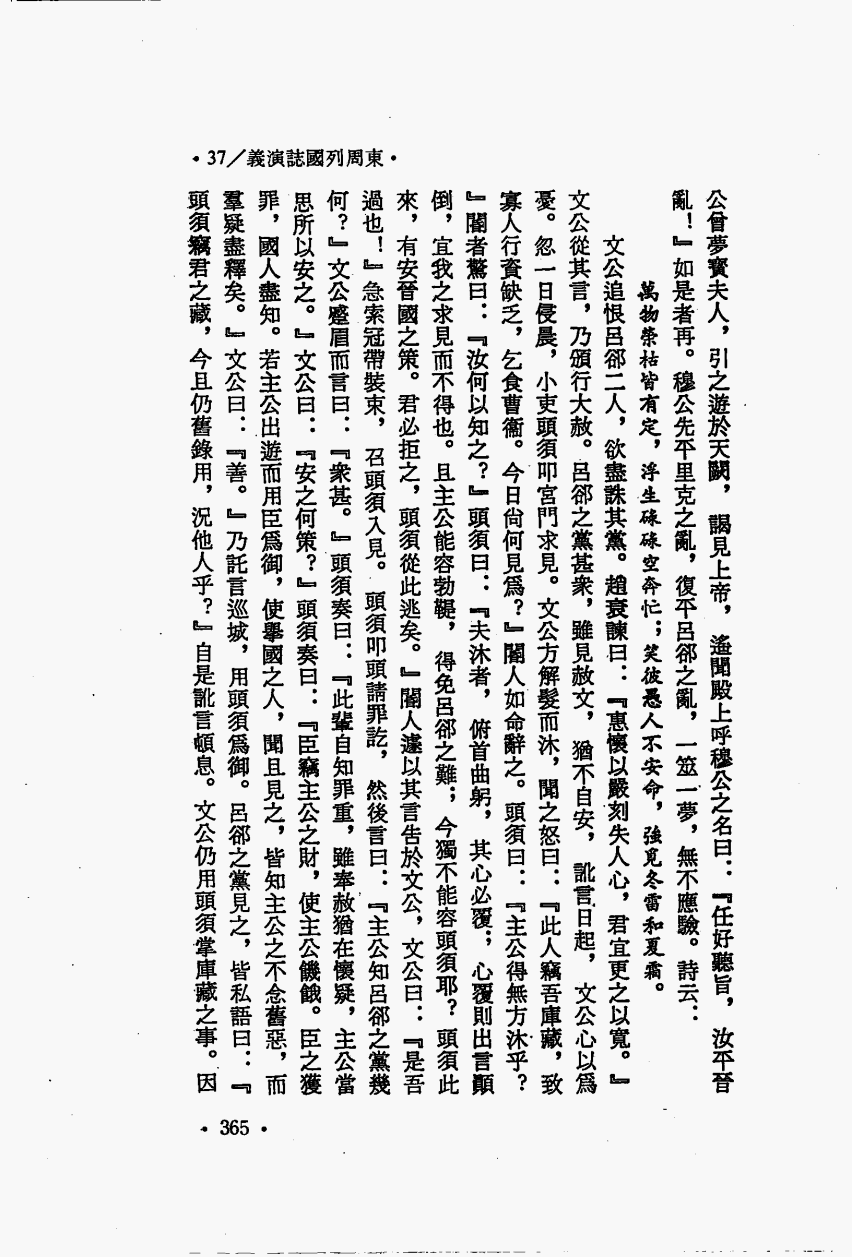 ·東周列國誌演義／37·
公曾夢寶夫人，引之遊於天闕，謁見上帝，遙聞殿上呼穆公之名曰：『任好聽旨，汝平晉
亂！』如是者再。穆公先平里克之亂，復平呂郤之亂，一筮一夢，無不應驗。詩云：
萬物榮枯皆有定，浮生碌碌空奔忙；笑彼愚人不安命，強覓冬雷和夏霜。
文公追恨呂郤二人，欲盡誅其黨。趙衰諫曰：『惠懷以嚴刻失人心，君宜更之以寬。』
文公從其言，乃頒行大赦。呂郤之黨甚衆，雖見赦文，猶不自安，訛言日起，文公心以爲
憂。忽一日侵晨，小吏頭須叩宮門求見。文公方解髮而沐，聞之怒曰：『此人竊吾庫藏，致
寡人行資缺乏，乞食曹衞。今日尙何見爲？』閽人如命辭之。頭須曰：『主公得無方沐乎？
』閽者驚曰：『汝何以知之？』頭須曰：『夫沐者，俯首曲躬，其心必覆；心覆則出言顚
倒，宜我之求見而不得也。且主公能容勃鞮，得免呂郤之難；今獨不能容頭須耶？頭須此
來，有安晉國之策。君必拒之，頭須從此逃矣。』閽人遽以其言告於文公，文公曰：『是吾
過也！』急索冠帶裝束，召頭須入見。頭須叩頭請罪訖，然後言曰：『主公知呂郤之黨幾
何？』文公蹙眉而言曰：『衆甚。』頭須奏曰：『此輩自知罪重，雖奉赦猶在懷疑，主公當
思所以安之。』文公曰：『安之何策？』頭須奏曰：『臣竊主公之財，使主公饑餓。臣之獲
罪，國人盡知。若主公出遊而用臣爲御，使舉國之人，聞且見之，皆知主公之不念舊惡，而
羣疑盡釋矣。』文公曰：『善。』乃託言巡城，用頭須爲御。呂郤之黨見之，皆私語曰：『
頭須竊君之藏，今且仍舊錄用，況他人乎？』自是訛言頓息。文公仍用頭須掌庫藏之事。因
·365·